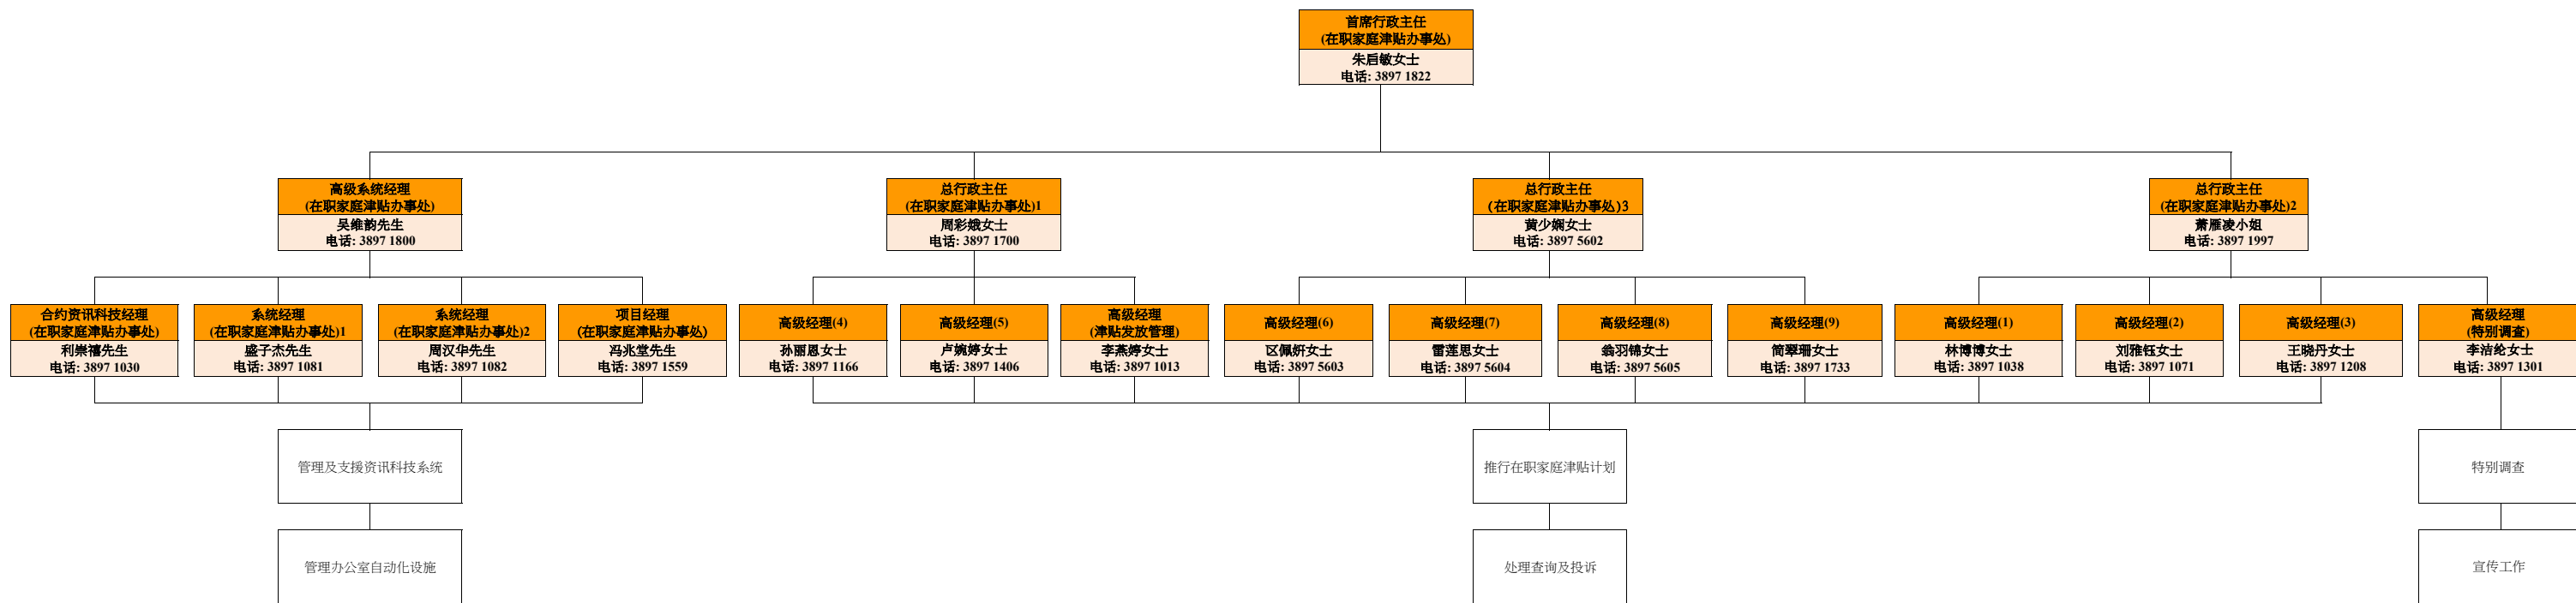 首席行政主任
(在职家庭津贴办事处)
朱启敏女士
电话: 3897 1822
高级系统经理
(在职家庭津贴办事处)
吴维韵先生
电话: 3897 1800
总行政主任
(在职家庭津贴办事处)1
周彩娥女士
电话: 3897 1700
总行政主任
(在职家庭津贴办事处)3
黄少娴女士
电话: 3897 5602
总行政主任
(在职家庭津贴办事处)2
萧雁凌小姐
电话: 3897 1997
合约资讯科技经理
(在职家庭津贴办事处)
利崇禧先生
电话: 3897 1030
系统经理
(在职家庭津贴办事处)1
盛子杰先生
电话: 3897 1081
系统经理
(在职家庭津贴办事处)2
周汉华先生
电话: 3897 1082
项目经理
(在职家庭津贴办事处)
冯兆堂先生
电话: 3897 1559
高级经理(4)
孙丽恩女士
电话: 3897 1166
高级经理(5)
卢婉婷女士
电话: 3897 1406
高级经理
(津贴发放管理)
李燕婷女士
电话: 3897 1013
高级经理(6)
区佩妍女士
电话: 3897 5603
高级经理(7)
雷莲思女士
电话: 3897 5604
高级经理(8)
翁羽锦女士
电话: 3897 5605
高级经理(9)
简翠珊女士
电话: 3897 1733
高级经理(1)
林博博女士
电话: 3897 1038
高级经理(2)
刘雅钰女士
电话: 3897 1071
高级经理(3)
王晓丹女士
电话: 3897 1208
高级经理
(特别调查)
李洁纶女士
电话: 3897 1301
管理及支援资讯科技系统
推行在职家庭津贴计划
特别调查
管理办公室自动化设施
处理查询及投诉
宣传工作